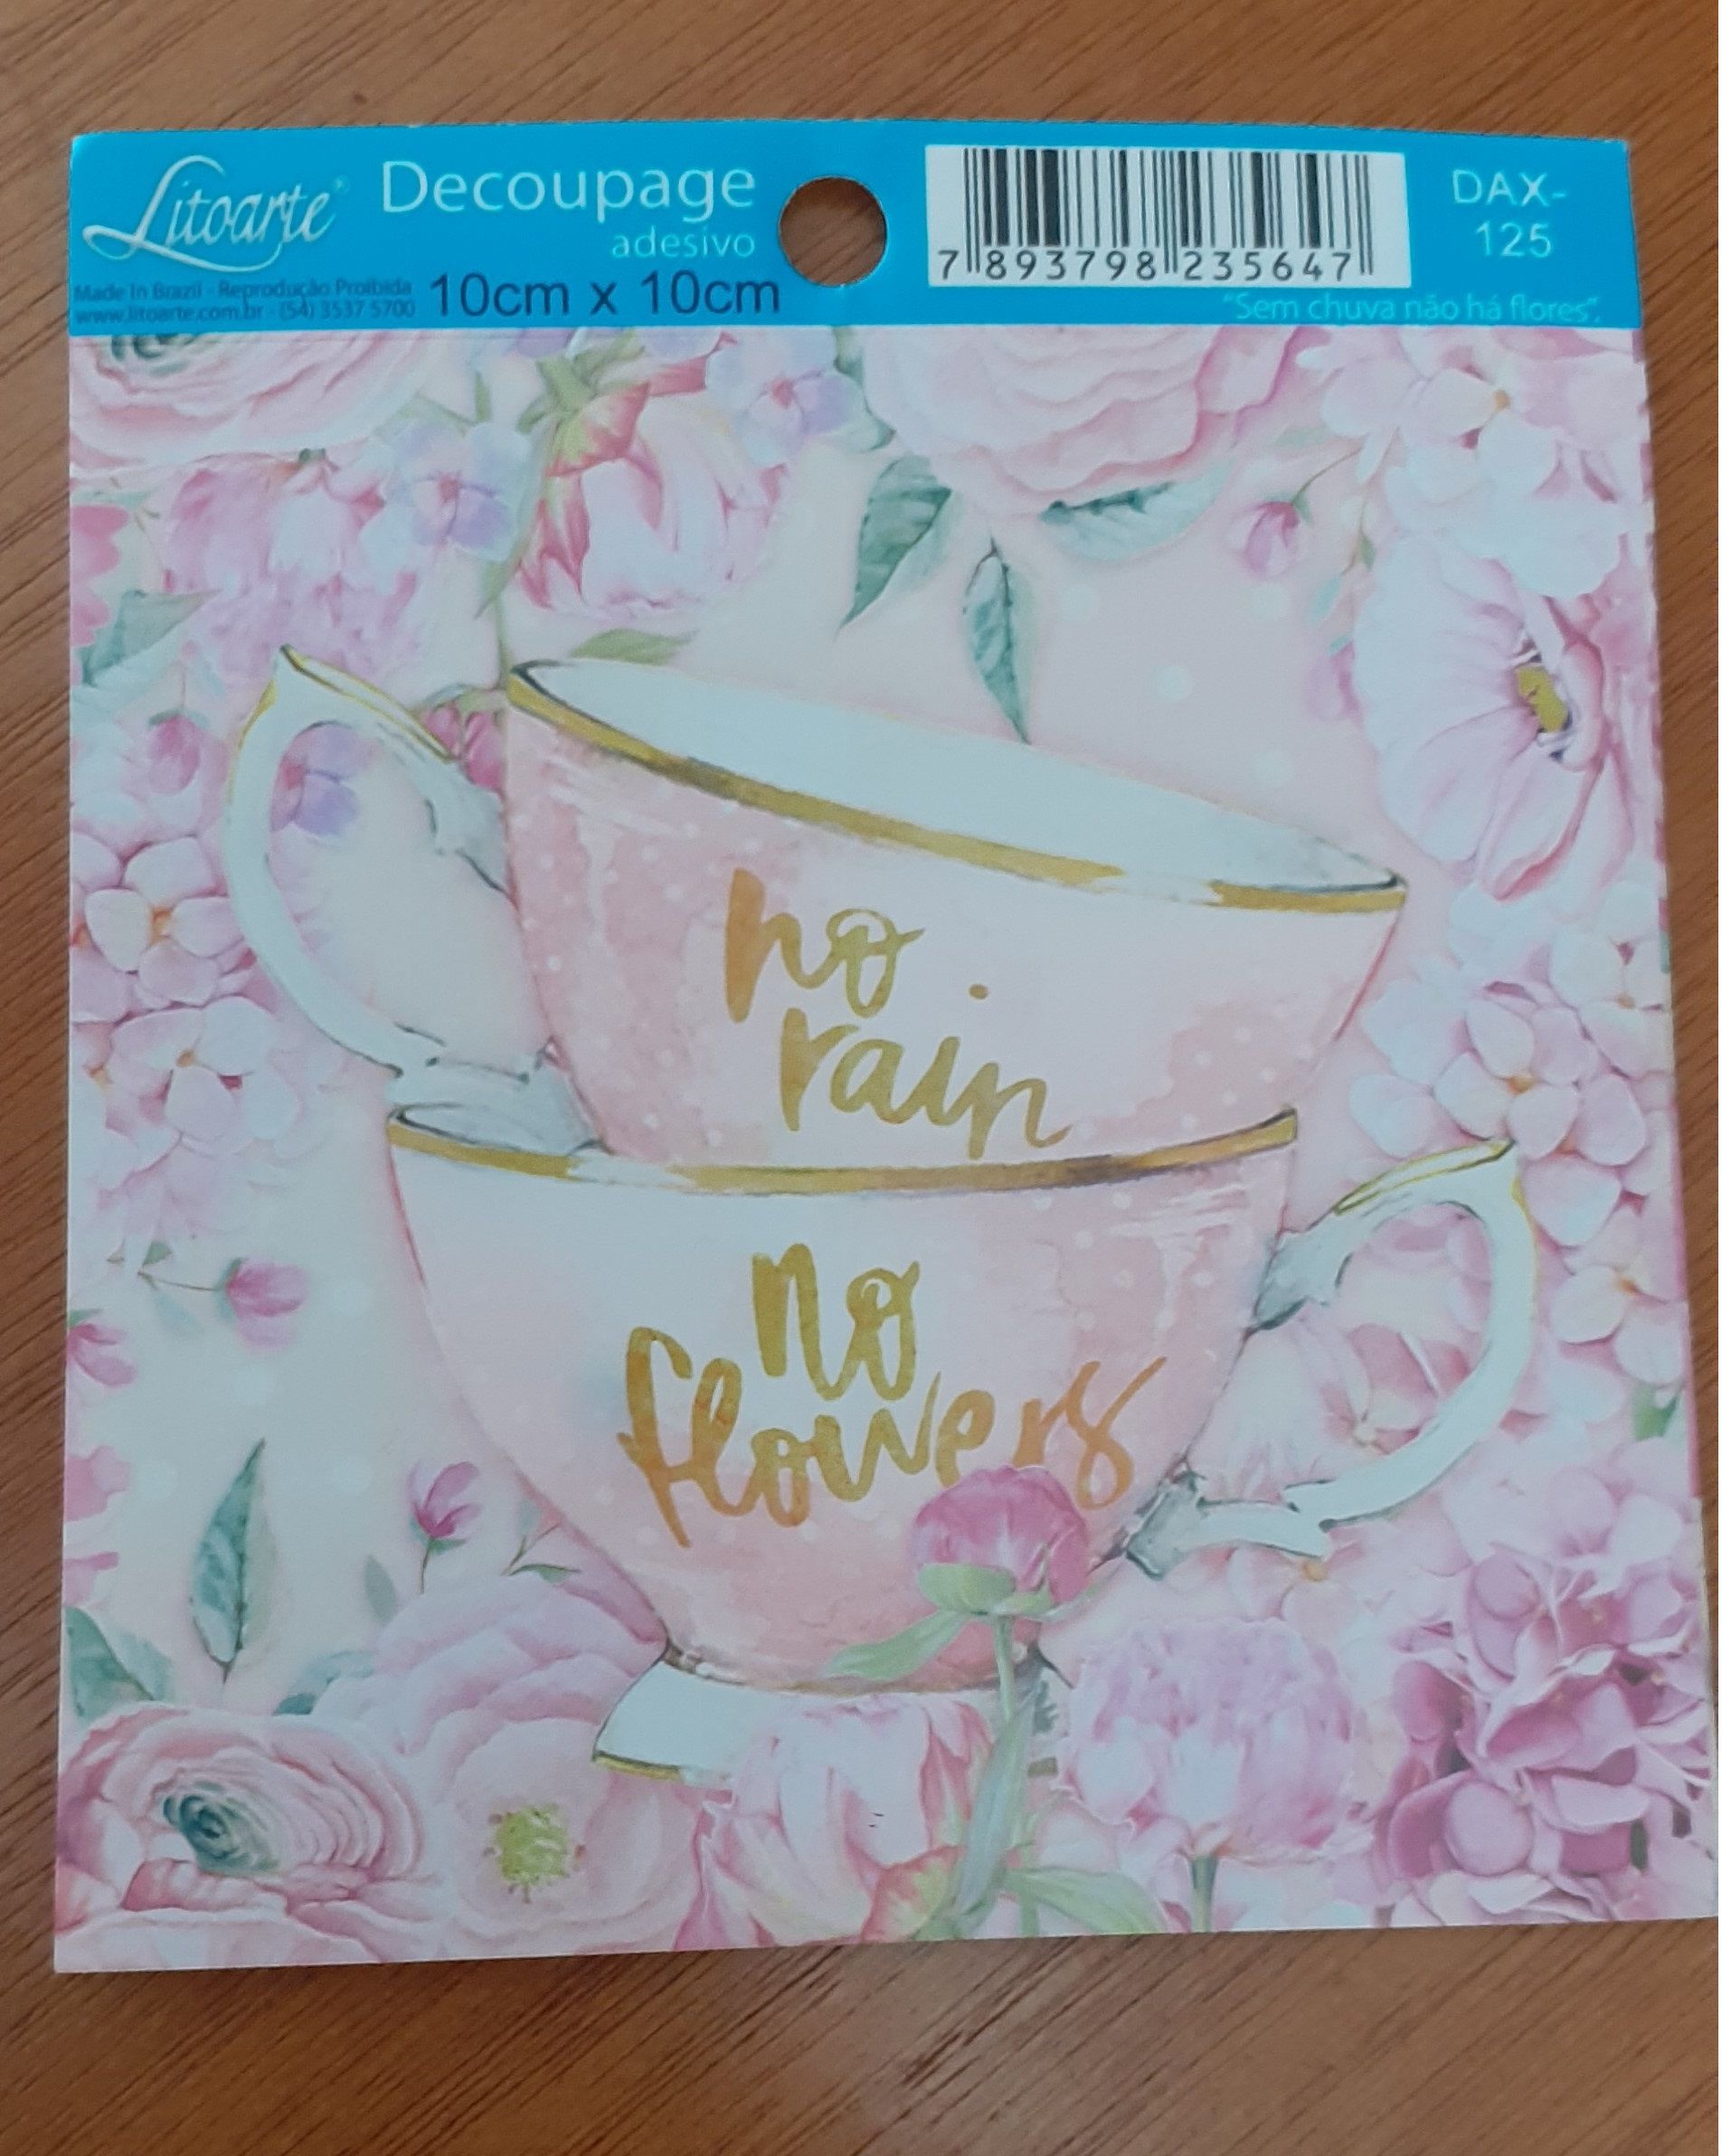 Litoarte®
Decoupage
adesivo
Made In Brazil - Reprodução Proibida
www.litoarte.com.br - (54) 3537 5700
10cm x 10cm
7 893798 235647
DAX-
125
"Sem chuva não há flores".
no
rain
no
flowers